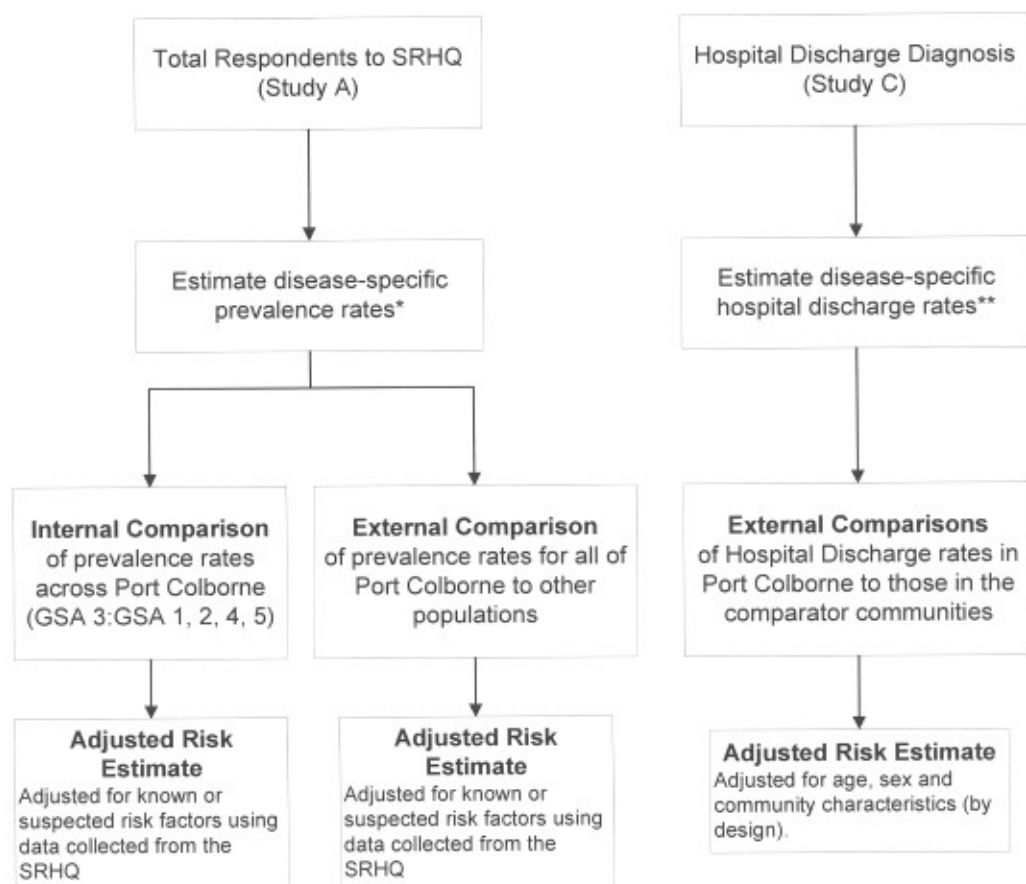 Total Respondents to SRHQ
(Study A)
Hospital Discharge Diagnosis
(Study C)
Estimate disease-specific
prevalence rates*
Estimate disease-specific
hospital discharge rates**
Internal Comparison
of prevalence rates
across Port Colborne
(GSA 3:GSA 1, 2, 4, 5)
External Comparison
of prevalence rates for all of
Port Colborne to other
populations
External Comparisons
of Hospital Discharge rates in
Port Colborne to those in the
comparator communities
Adjusted Risk
Estimate
Adjusted for known or
suspected risk factors using
data collected from the
SRHQ
Adjusted Risk
Estimate
Adjusted for known or
suspected risk factors using
data collected from the
SRHQ
Adjusted Risk Estimate
Adjusted for age, sex and
community characteristics (by
design).